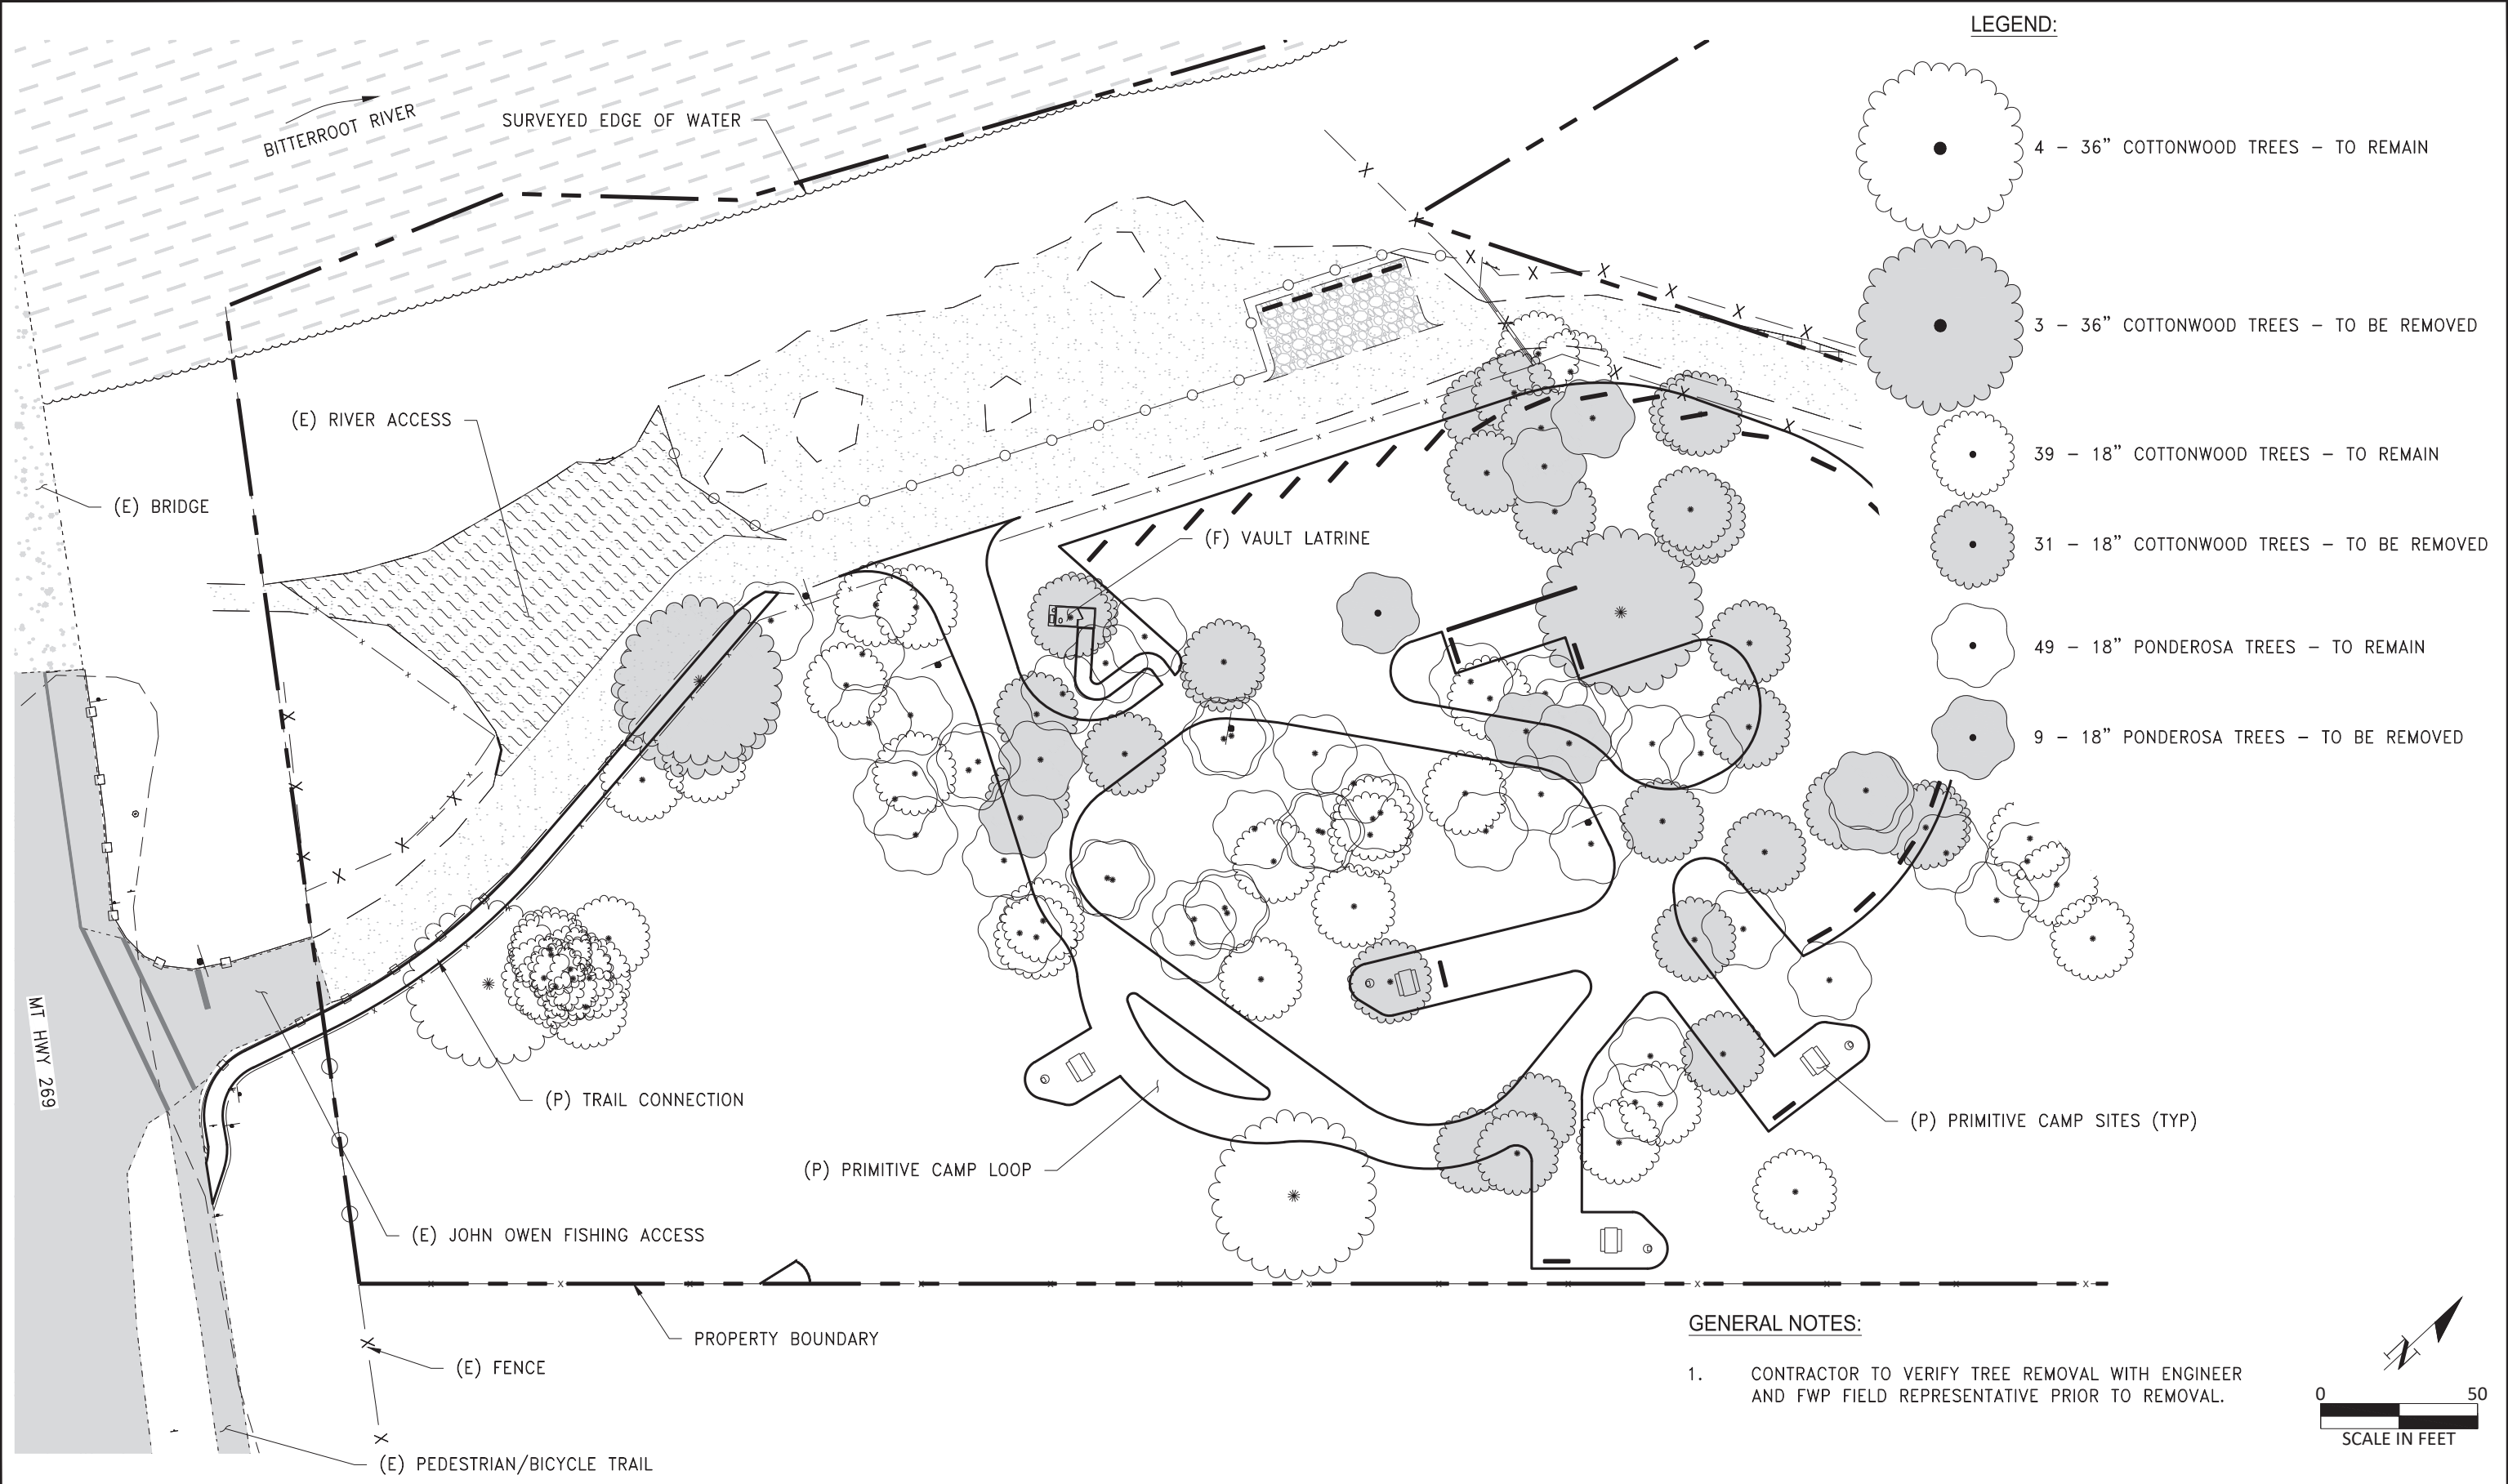 LEGEND:
BITTERROOT RIVER
SURVEYED EDGE OF WATER
4 – 36” COTTONWOOD TREES – TO REMAIN
3 – 36” COTTONWOOD TREES – TO BE REMOVED
(E) RIVER ACCESS
39 – 18” COTTONWOOD TREES – TO REMAIN
(E) BRIDGE
(F) VAULT LATRINE
31 – 18” COTTONWOOD TREES – TO BE REMOVED
49 – 18” PONDEROSA TREES – TO REMAIN
9 – 18” PONDEROSA TREES – TO BE REMOVED
MT HWY 269
(P) TRAIL CONNECTION
(P) PRIMITIVE CAMP SITES (TYP)
(P) PRIMITIVE CAMP LOOP
(E) JOHN OWEN FISHING ACCESS
PROPERTY BOUNDARY
(E) FENCE
(E) PEDESTRIAN/BICYCLE TRAIL
GENERAL NOTES:
1. CONTRACTOR TO VERIFY TREE REMOVAL WITH ENGINEER
AND FWP FIELD REPRESENTATIVE PRIOR TO REMOVAL.
N
0 50
SCALE IN FEET